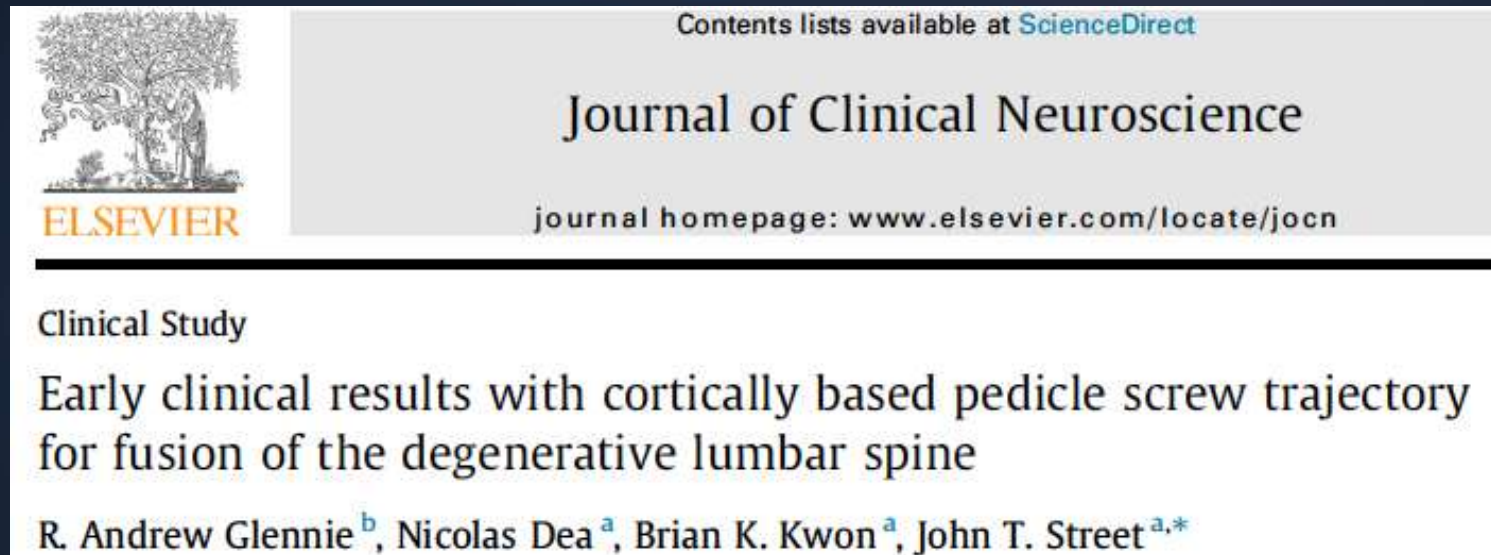 Contents lists available at ScienceDirect
Journal of Clinical Neuroscience
journal homepage: www.elsevier.com/locate/jocn
ELSEVIER
Clinical Study
Early clinical results with cortically based pedicle screw trajectory
for fusion of the degenerative lumbar spine
R. Andrew Glennie b, Nicolas Dea a, Brian K. Kwon a, John T. Street a,*